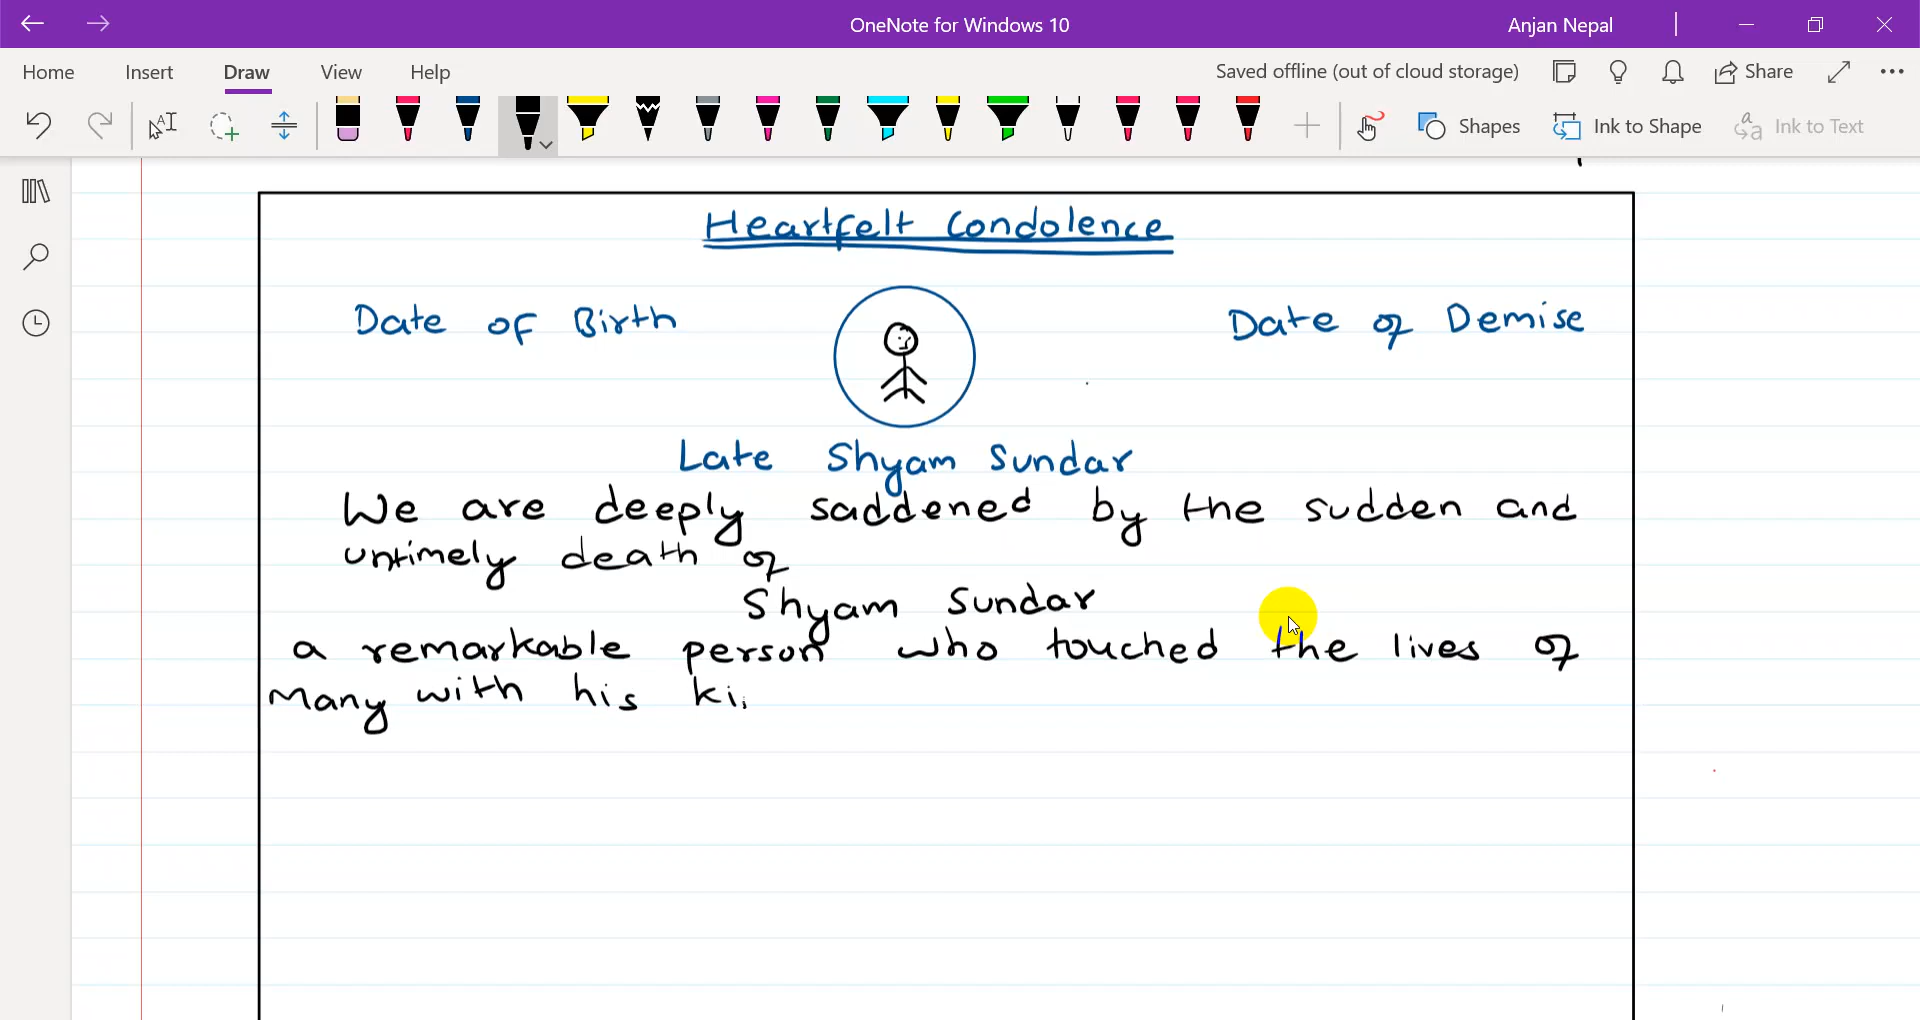 OneNote for Windows 10
Anjan Nepal
Home Insert Draw View Help
Saved offline (out of cloud storage)
Share
Shapes
Ink to Shape
Ink to Text
Heartfelt Condolence
Date of Birth
Date of Demise
Late Shyam Sundar
We are deeply saddened by the sudden and
untimely death of
Shyam Sundar
a remarkable person who touched the lives of
Many with his